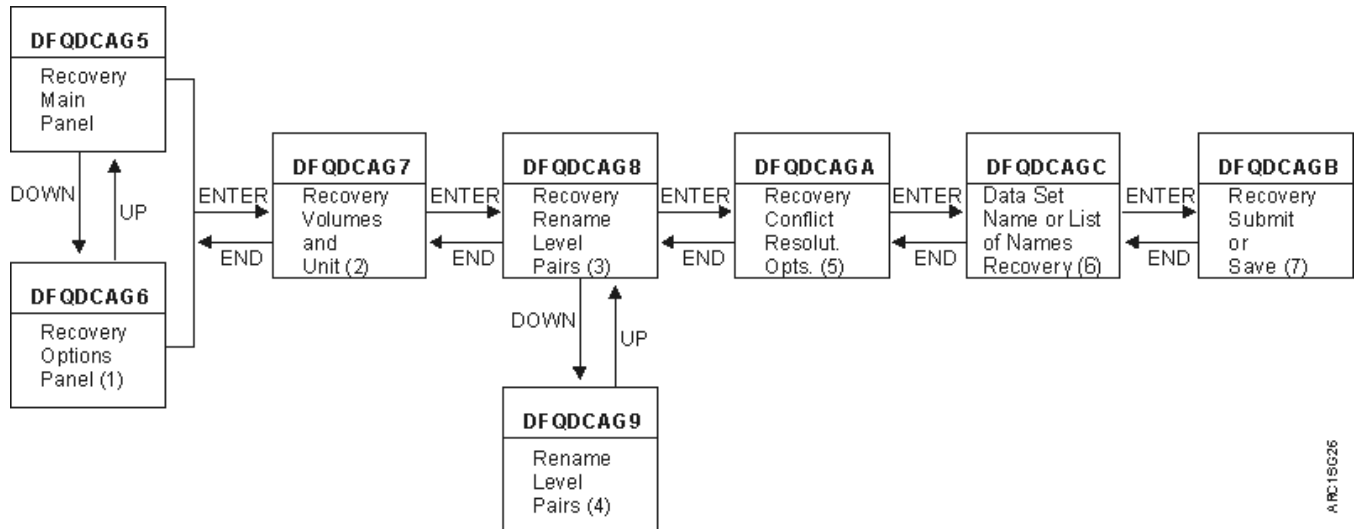 DFQDCAG5
Recovery
Main
Panel
DOWN
UP
DFQDCAG6
Recovery
Options
Panel (1)
ENTER
END
DFQDCAG7
Recovery
Volumes
and
Unit (2)
ENTER
END
DFQDCAG8
Recovery
Rename
Level
Pairs (3)
DOWN
UP
DFQDCAG9
Rename
Level
Pairs (4)
ENTER
END
DFQDCAGA
Recovery
Conflict
Resolut.
Opts. (5)
ENTER
END
DFQDCAGC
Data Set
Name or List
of Names
Recovery (6)
ENTER
END
DFQDCAGB
Recovery
Submit
or
Save (7)
ARC1SG26